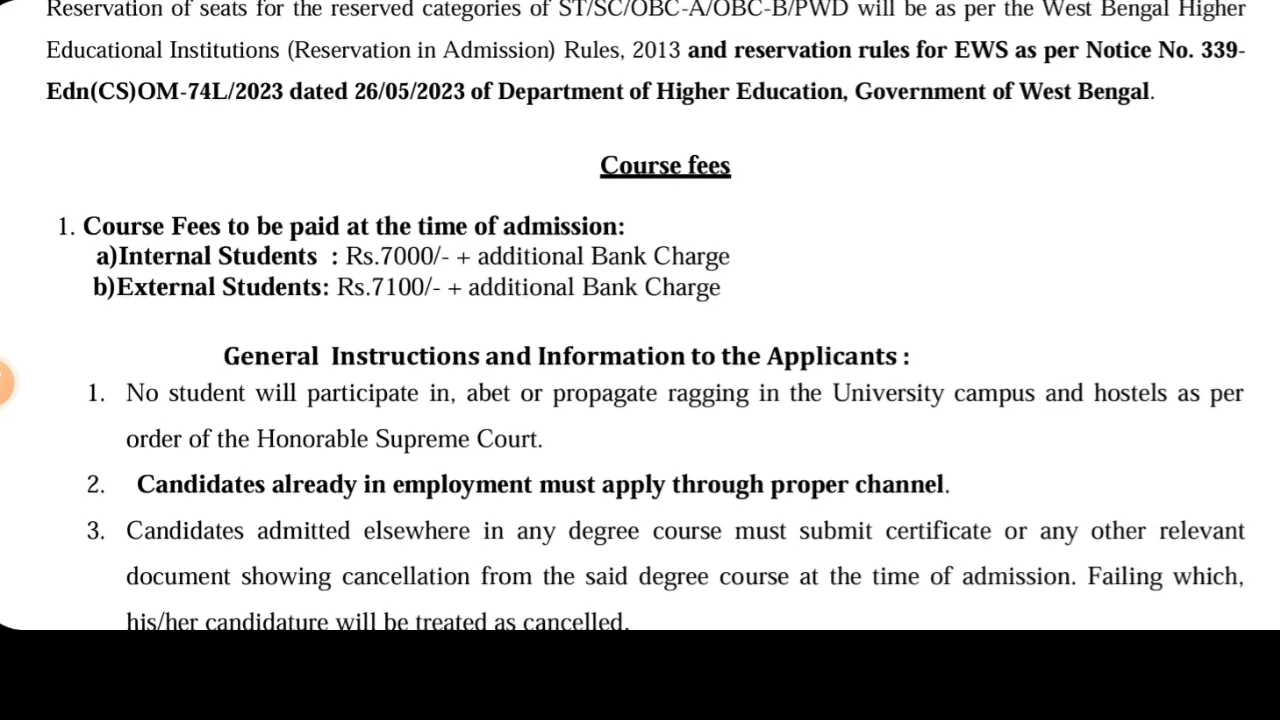 Reservation of seats for the reserved categories of ST/SC/OBC-A/OBC-B/PWD will be as per the West Bengal Higher
Educational Institutions (Reservation in Admission) Rules, 2013 and reservation rules for EWS as per Notice No. 339-
Edn(CS)OM-74L/2023 dated 26/05/2023 of Department of Higher Education, Government of West Bengal.
Course fees
1. Course Fees to be paid at the time of admission:
a)Internal Students : Rs.7000/- + additional Bank Charge
b)External Students: Rs.7100/- + additional Bank Charge
General Instructions and Information to the Applicants :
1. No student will participate in, abet or propagate ragging in the University campus and hostels as per
order of the Honorable Supreme Court.
2. Candidates already in employment must apply through proper channel.
3. Candidates admitted elsewhere in any degree course must submit certificate or any other relevant
document showing cancellation from the said degree course at the time of admission. Failing which,
his/her candidature will be treated as cancelled.